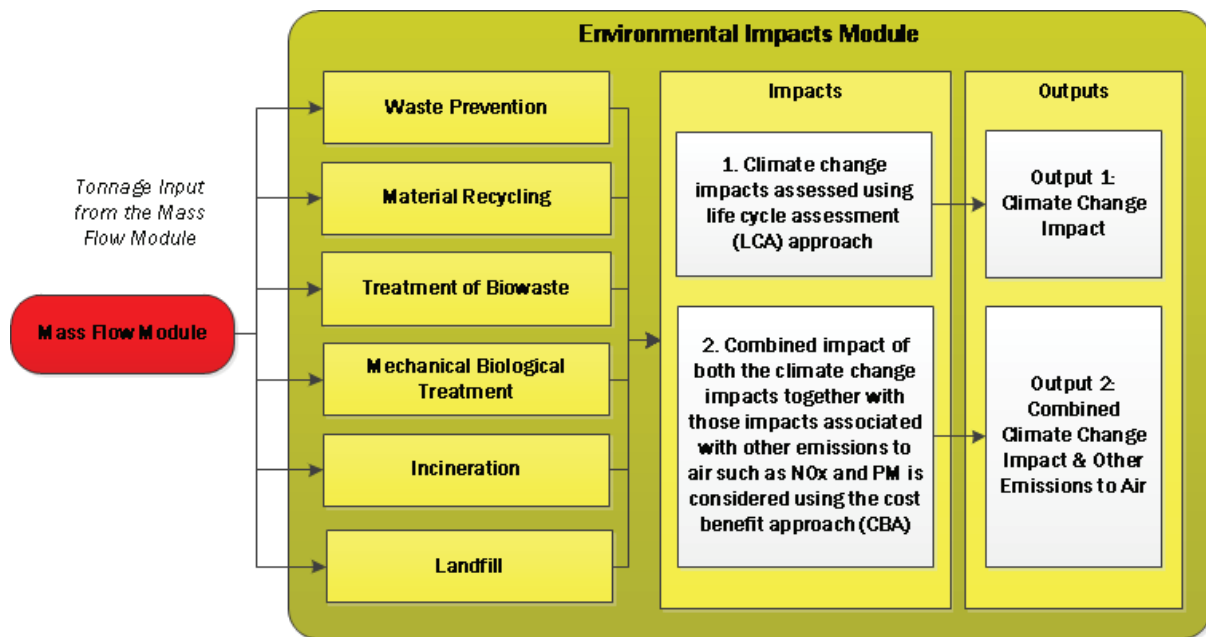 Environmental Impacts Module
Tonnage Input
from the Mass
Flow Module
Mass Flow Module
Waste Prevention
Material Recycling
Treatment of Biowaste
Mechanical Biological
Treatment
Incineration
Landfill
Impacts
1. Climate change
impacts assessed using
life cycle assessment
(LCA) approach
2. Combined impact of
both the climate change
impacts together with
those impacts associated
with other emissions to
air such as NOx and PM is
considered using the cost
benefit approach (CBA)
Outputs
Output 1:
Climate Change
Impact
Output 2:
Combined
Climate Change
Impact & Other
Emissions to Air